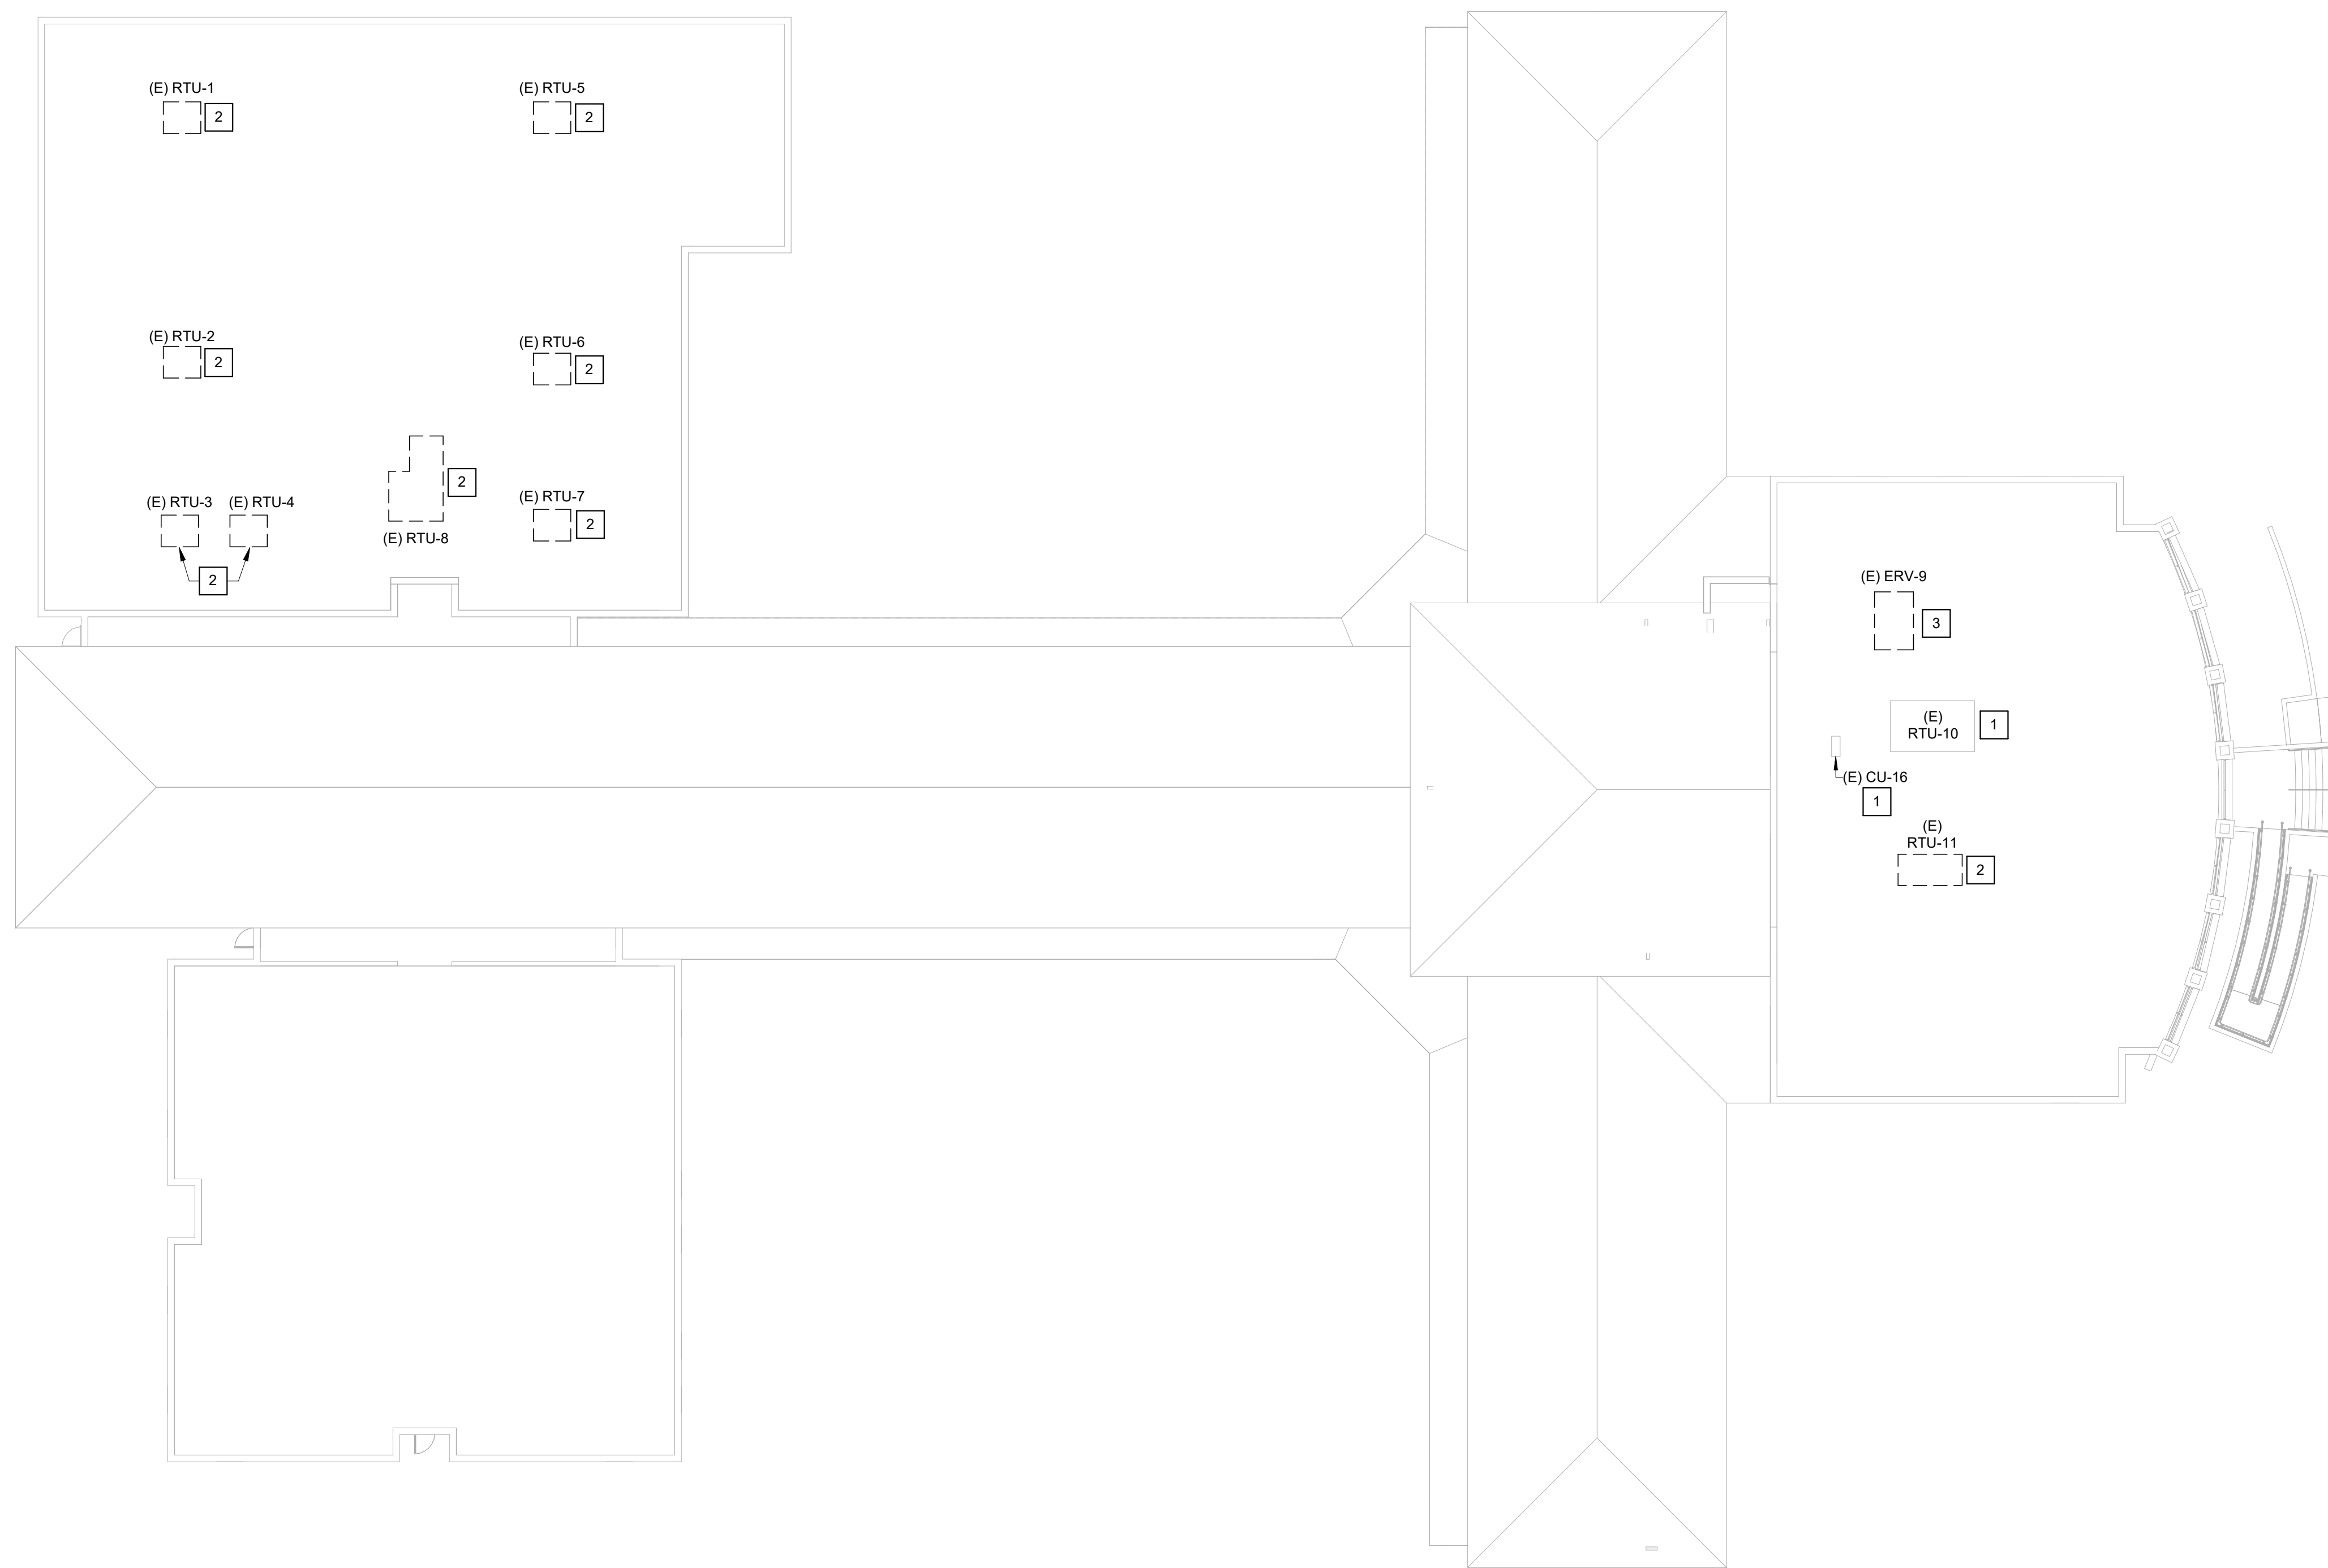 (E) RTU-1
2
(E) RTU-5
2
(E) RTU-2
2
(E) RTU-6
2
2
(E) RTU-8
(E) RTU-3
(E) RTU-4
2
(E) RTU-7
2
(E) ERV-9
3
(E)
RTU-10
1
(E) CU-16
1
(E)
RTU-11
2